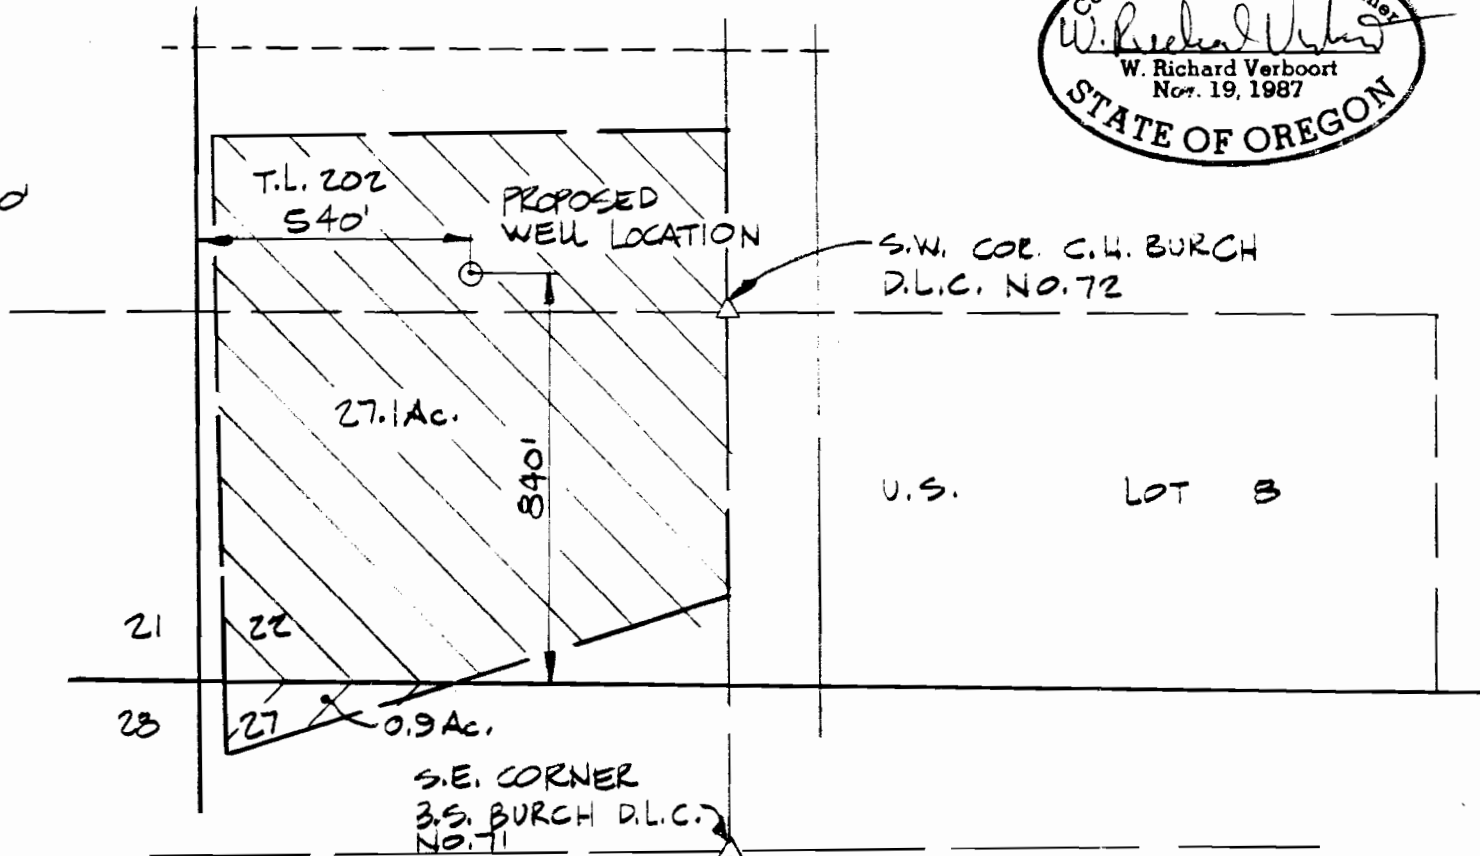 W. Richard Verboort
Nov. 19, 1987
STATE OF OREGON
T.L. 202
540'
PROPOSED
WELL LOCATION
S.W. COR. C.H. BURCH
D.L.C. NO. 72
27.1 Ac.
840'
U.S. LOT 8
21
22
28
27
0.9 Ac.
S.E. CORNER
B.S. BURCH D.L.C.
NO. 71